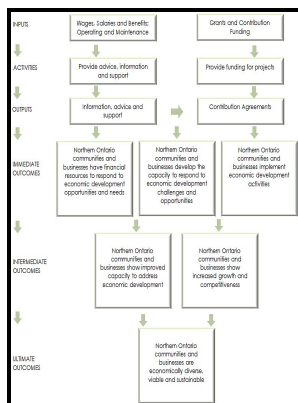 INPUTS
Wages, Salaries and Benefits;
Operating and Maintenance
Grants and Contribution
Funding
ACTIVITIES
Provide advice, information
and support
Provide funding for projects
OUTPUTS
Information, advice and
support
Contribution Agreements
IMMEDIATE
OUTCOMES
Northern Ontario
communities and
businesses have financial
resources to respond to
economic development
opportunities and needs
Northern Ontario
communities and
businesses develop the
capacity to respond to
economic development
challenges and
opportunities
Northern Ontario
communities and
businesses implement
economic development
activities
INTERMEDIATE
OUTCOMES
Northern Ontario
communities and
businesses show improved
capacity to address
economic development
Northern Ontario
communities and
businesses show
increased growth and
competitiveness
ULTIMATE
OUTCOMES
Northern Ontario
communities and
businesses are
economically diverse,
viable and sustainable